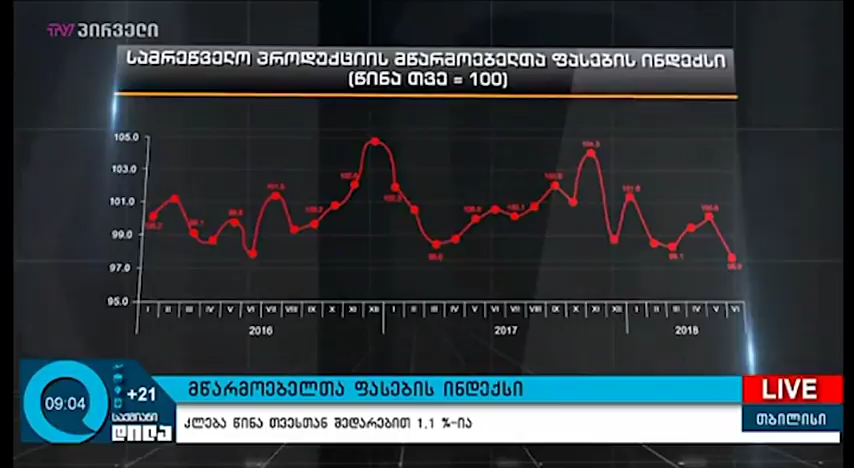 TV პირველი
სამრეწველო პროდუქციის მწარმოებელთა ფასების ინდექსი
(წინა თვე = 100)
105.0
103.0
101.0
99.0
97.0
95.0
I II III IV V VI VII VIII IX X XI XII I II III IV V VI VII VIII IX X XI XII I II III IV V VI
2016 2017 2018
09:04
+21
საქმიანი
დილა
მწარმოებელთა ფასების ინდექსი
კლება წინა თვესთან შედარებით 1,1 %-ია
LIVE
თბილისი